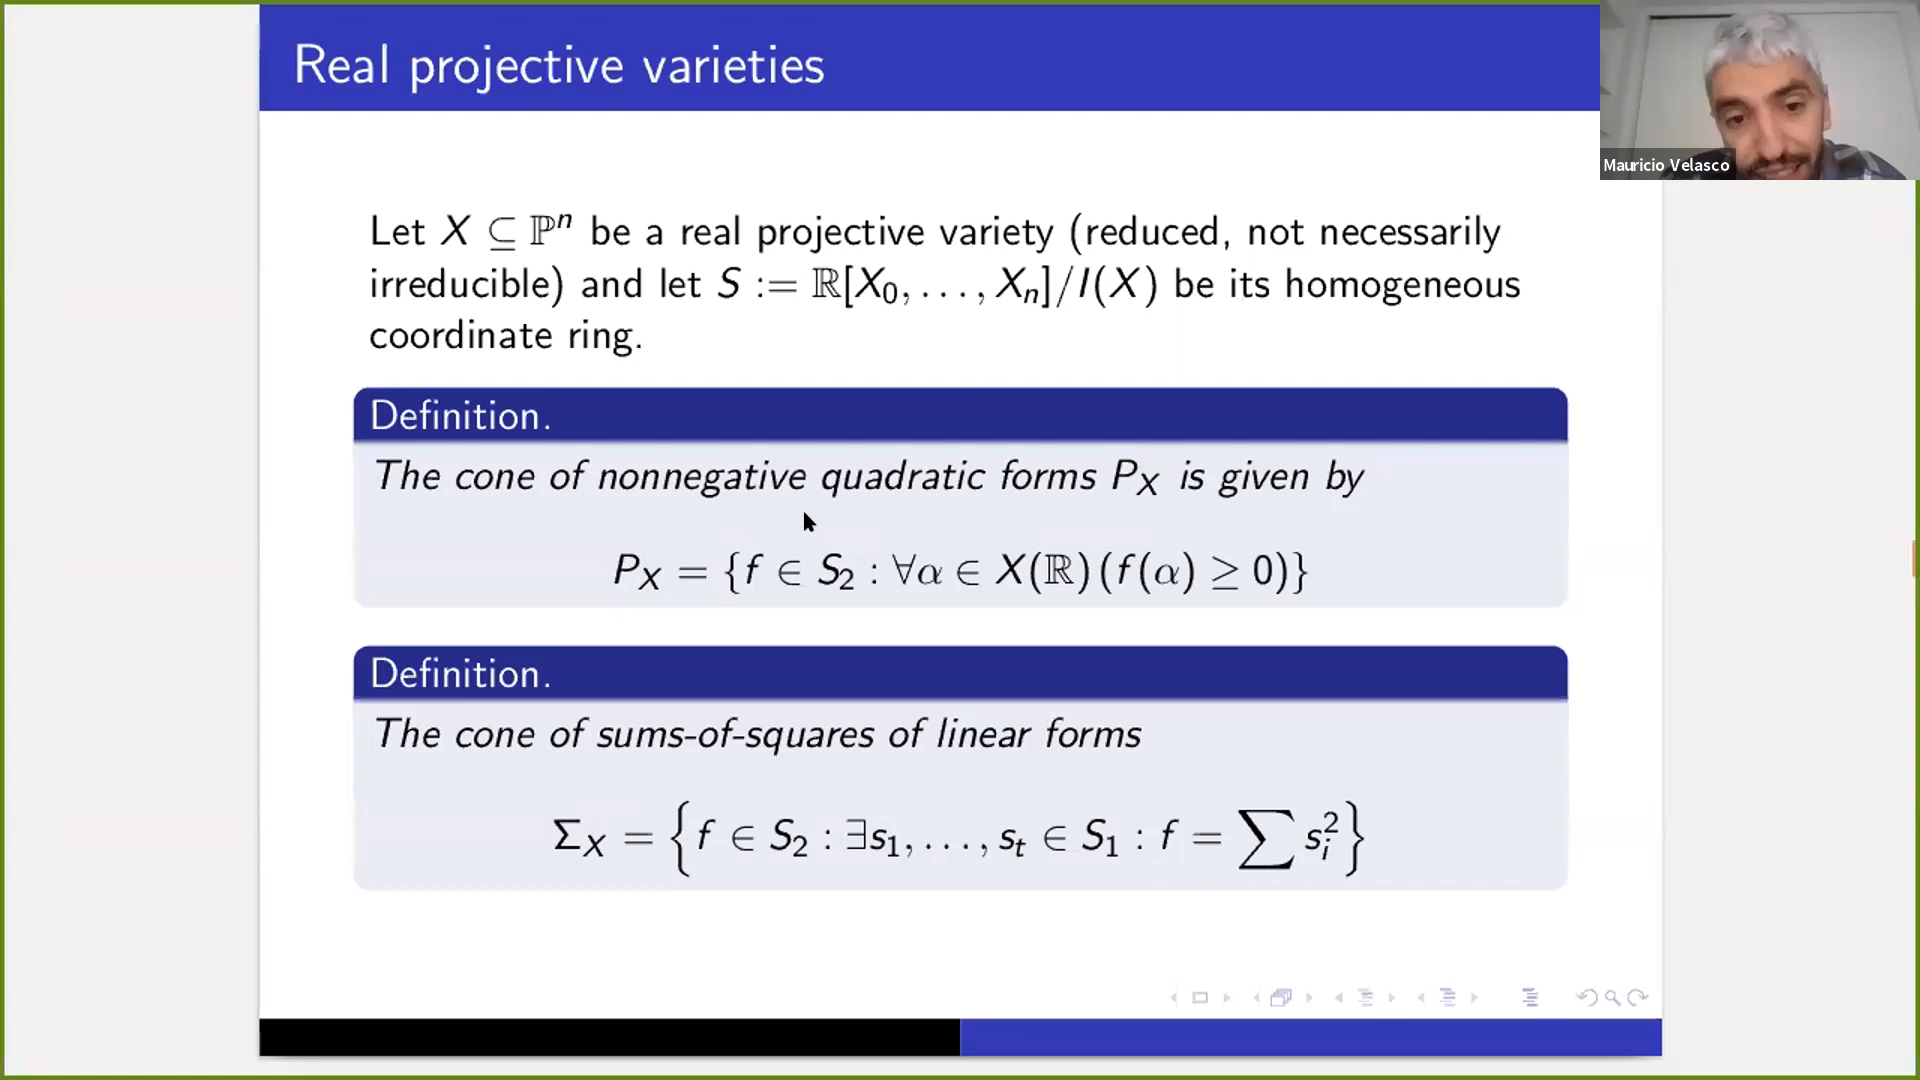 Real projective varieties
Mauricio Velasco
Let X ⊆ ℙⁿ be a real projective variety (reduced, not necessarily
irreducible) and let S := ℝ[X₀, . . . , Xₙ]/I(X) be its homogeneous
coordinate ring.
Definition.
The cone of nonnegative quadratic forms P_X is given by
P_X = {f ∈ S₂ : ∀α ∈ X(ℝ) (f(α) ≥ 0)}
Definition.
The cone of sums-of-squares of linear forms
Σ_X = {f ∈ S₂ : ∃s₁, . . . , sₜ ∈ S₁ : f = ∑ sᵢ²}